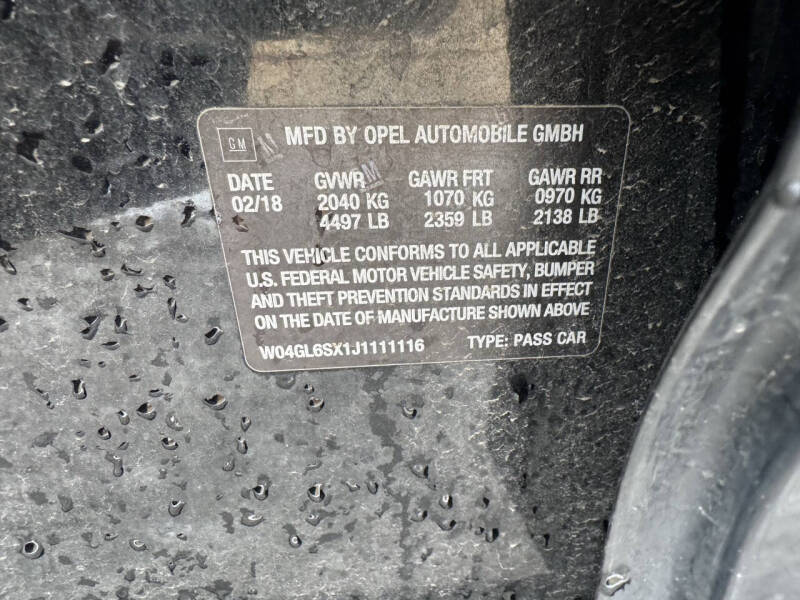 GM MFD BY OPEL AUTOMOBILE GMBH
DATE GVWR GAWR FRT GAWR RR
02/18 2040 KG 1070 KG 0970 KG
4497 LB 2359 LB 2138 LB
THIS VEHICLE CONFORMS TO ALL APPLICABLE
U.S. FEDERAL MOTOR VEHICLE SAFETY, BUMPER
AND THEFT PREVENTION STANDARDS IN EFFECT
ON THE DATE OF MANUFACTURE SHOWN ABOVE
W04GL6SX1J1111116 TYPE: PASS CAR